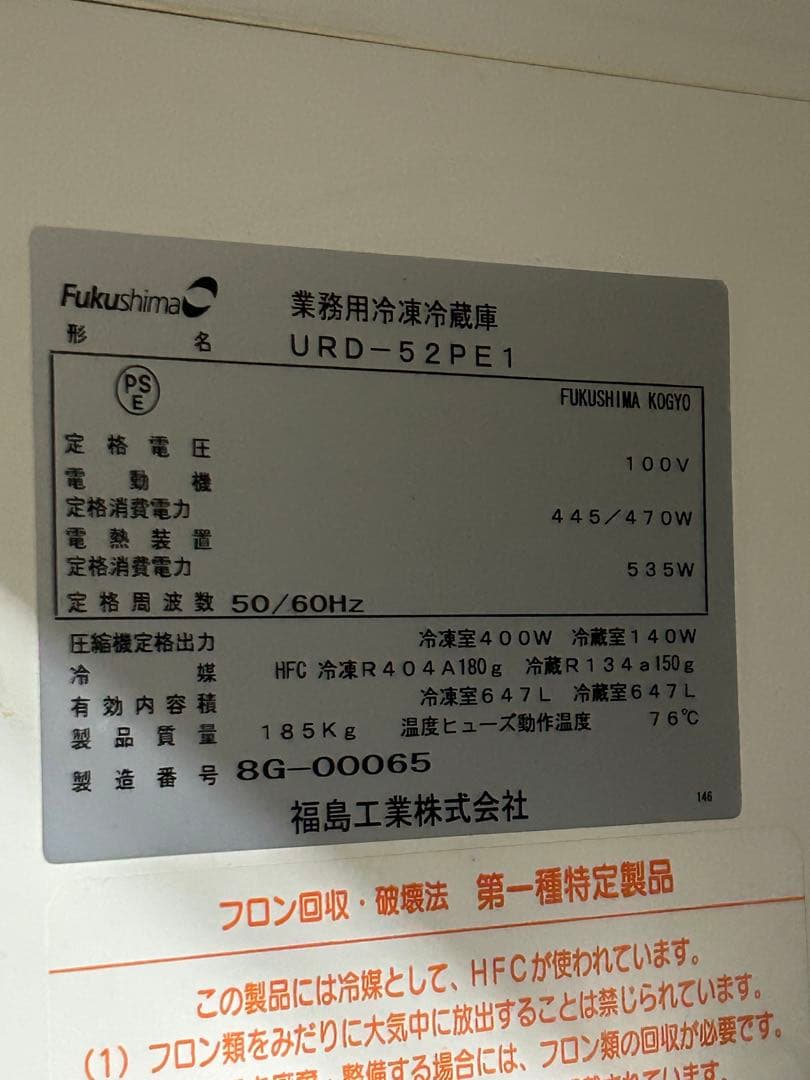 Fukushima
業務用冷凍冷蔵庫
形名 URD-52PE1
PS E
FUKUSHIMA KOGYO
定格電圧 100V
電動機
定格消費電力 445/470W
電熱装置
定格消費電力 535W
定格周波数 50/60Hz
圧縮機定格出力 冷凍室400W 冷蔵室140W
冷媒 HFC 冷凍R404A180g 冷蔵R134a150g
有効内容積 冷凍室647L 冷蔵室647L
製品質量 185Kg 温度ヒューズ動作温度 76℃
製造番号 8G-00065
福島工業株式会社
146
フロン回収・破壊法 第一種特定製品
この製品には冷媒として、HFCが使われています。
(1) フロン類をみだりに大気中に放出することは禁じられています。
整備する場合には、フロン類の回収が必要です。